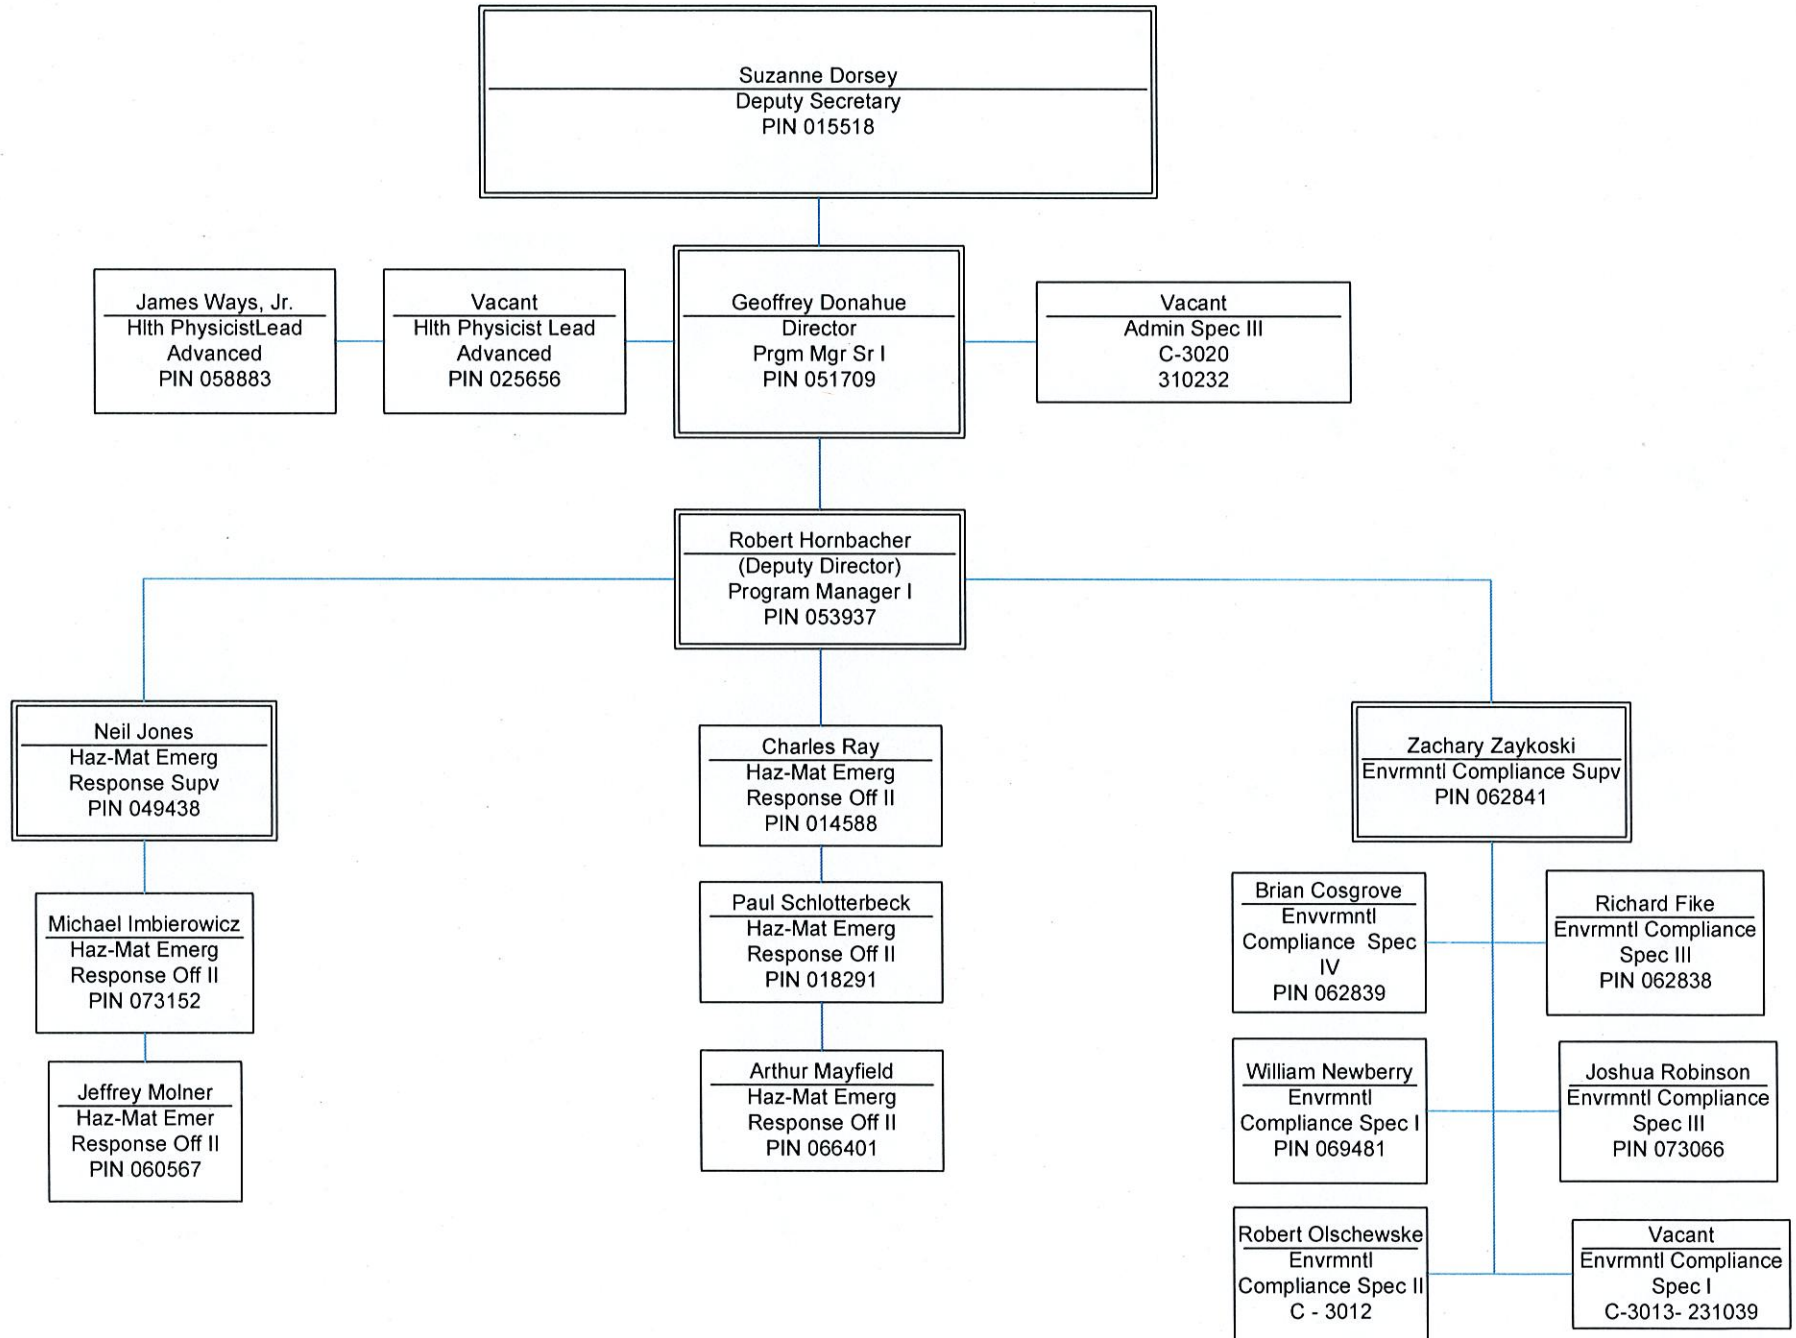 Suzanne Dorsey
Deputy Secretary
PIN 015518
James Ways, Jr.
Hlth PhysicistLead
Advanced
PIN 058883
Vacant
Hlth Physicist Lead
Advanced
PIN 025656
Geoffrey Donahue
Director
Prgm Mgr Sr I
PIN 051709
Vacant
Admin Spec III
C-3020
310232
Robert Hornbacher
(Deputy Director)
Program Manager I
PIN 053937
Neil Jones
Haz-Mat Emerg
Response Supv
PIN 049438
Michael Imbierowicz
Haz-Mat Emerg
Response Off II
PIN 073152
Jeffrey Molner
Haz-Mat Emer
Response Off II
PIN 060567
Charles Ray
Haz-Mat Emerg
Response Off II
PIN 014588
Paul Schlotterbeck
Haz-Mat Emerg
Response Off II
PIN 018291
Arthur Mayfield
Haz-Mat Emerg
Response Off II
PIN 066401
Zachary Zaykoski
Envrmntl Compliance Supv
PIN 062841
Brian Cosgrove
Envvrmntl
Compliance Spec
IV
PIN 062839
Richard Fike
Envrmntl Compliance
Spec III
PIN 062838
William Newberry
Envrmntl
Compliance Spec I
PIN 069481
Joshua Robinson
Envrmntl Compliance
Spec III
PIN 073066
Robert Olschewske
Envrmntl
Compliance Spec II
C - 3012
Vacant
Envrmntl Compliance
Spec I
C-3013- 231039